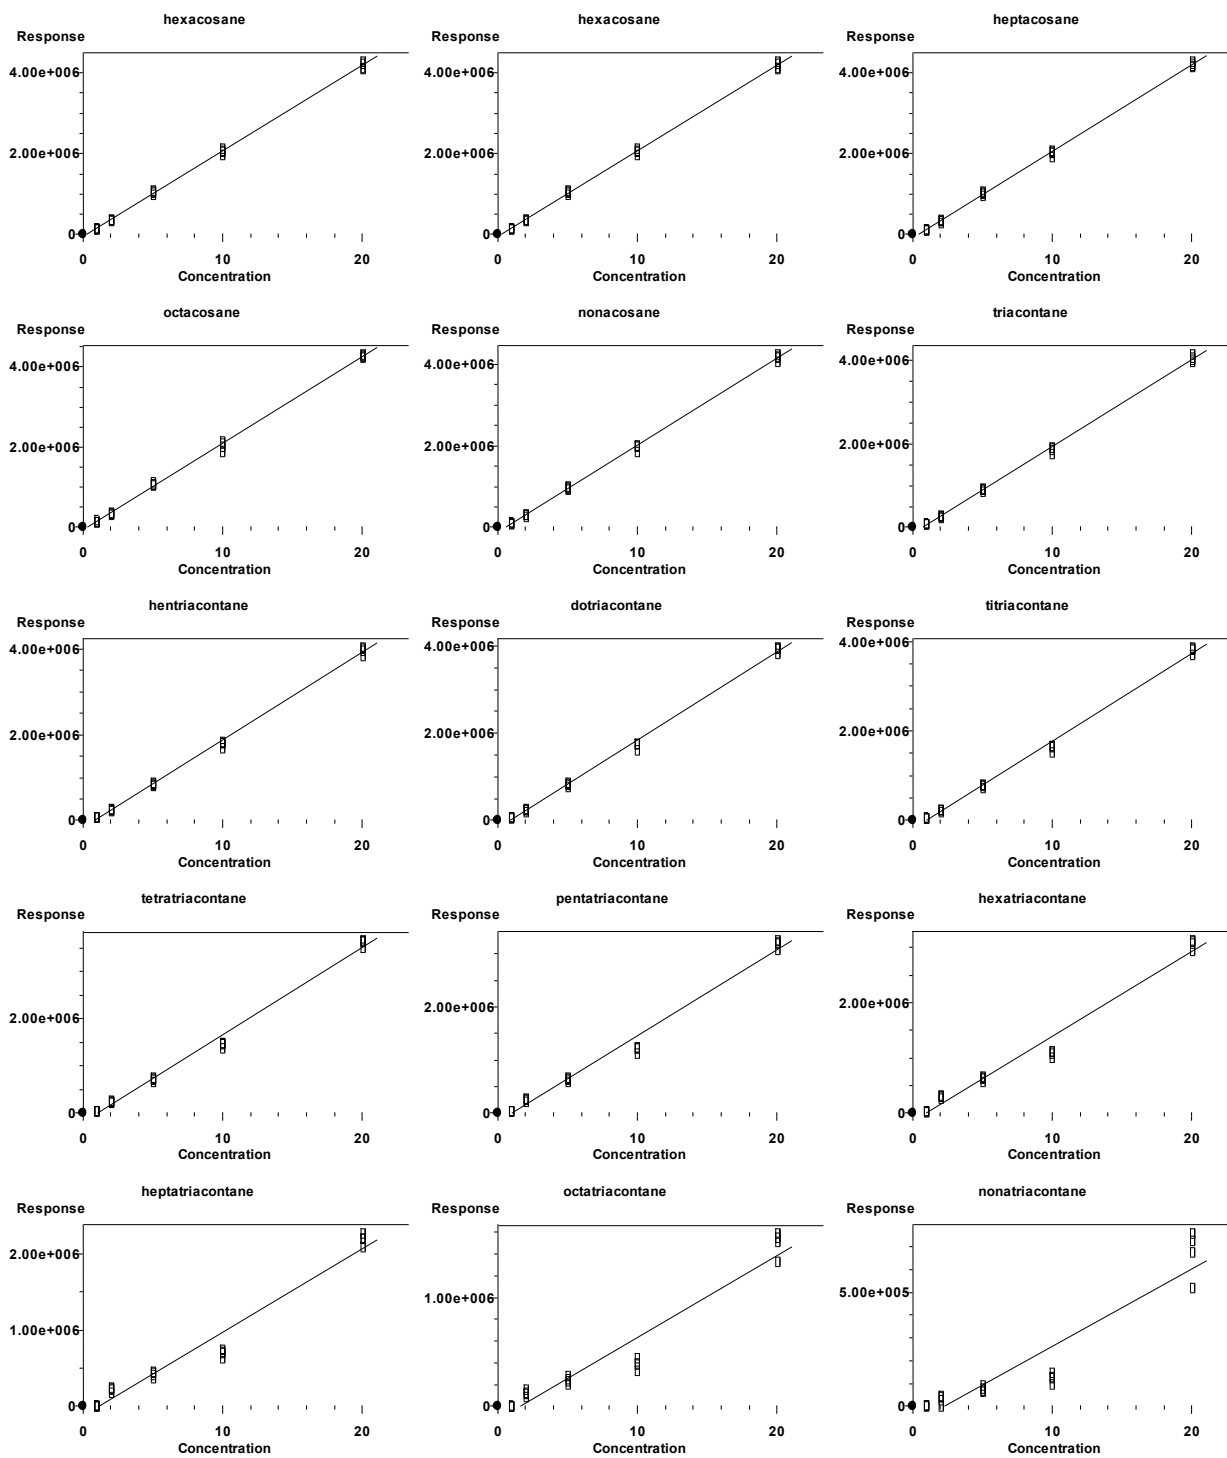 hexacosane hexacosane heptacosane
Response Response Response
4.00e+006 4.00e+006 4.00e+006
2.00e+006 2.00e+006 2.00e+006
0 0 0
0 10 20 0 10 20 0 10 20
Concentration Concentration Concentration
octacosane nonacosane triacontane
Response Response Response
4.00e+006 4.00e+006 4.00e+006
2.00e+006 2.00e+006 2.00e+006
0 0 0
0 10 20 0 10 20 0 10 20
Concentration Concentration Concentration
hentriacontane dotriacontane titriacontane
Response Response Response
4.00e+006 4.00e+006 4.00e+006
2.00e+006 2.00e+006 2.00e+006
0 0 0
0 10 20 0 10 20 0 10 20
Concentration Concentration Concentration
tetratriacontane pentatriacontane hexatriacontane
Response Response Response
2.00e+006 2.00e+006 2.00e+006
0 0 0
0 10 20 0 10 20 0 10 20
Concentration Concentration Concentration
heptatriacontane octatriacontane nonatriacontane
Response Response Response
2.00e+006
1.00e+006 1.00e+006 5.00e+005
0 0 0
0 10 20 0 10 20 0 10 20
Concentration Concentration Concentration